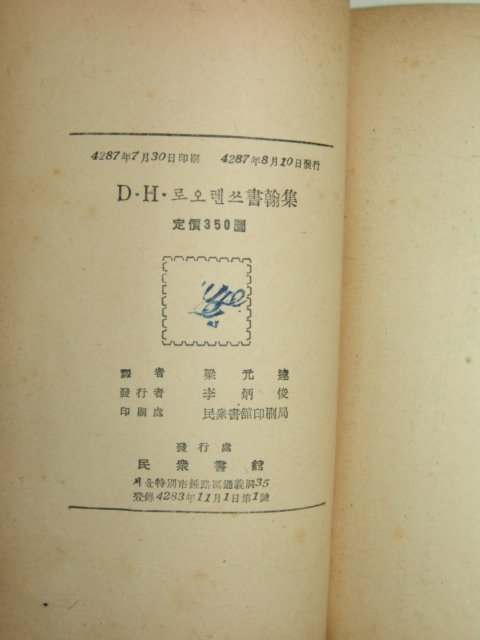 4287年7月30日印刷 4287年8月10日發行
D·H·로오렌쓰書翰集
定價350圜
譯者 梁元達
發行者 李炳俊
印刷處 民衆書館印刷局
發行處
民衆書館
서울特別市鍾路區通義洞35
登錄4283年11月1日第1號